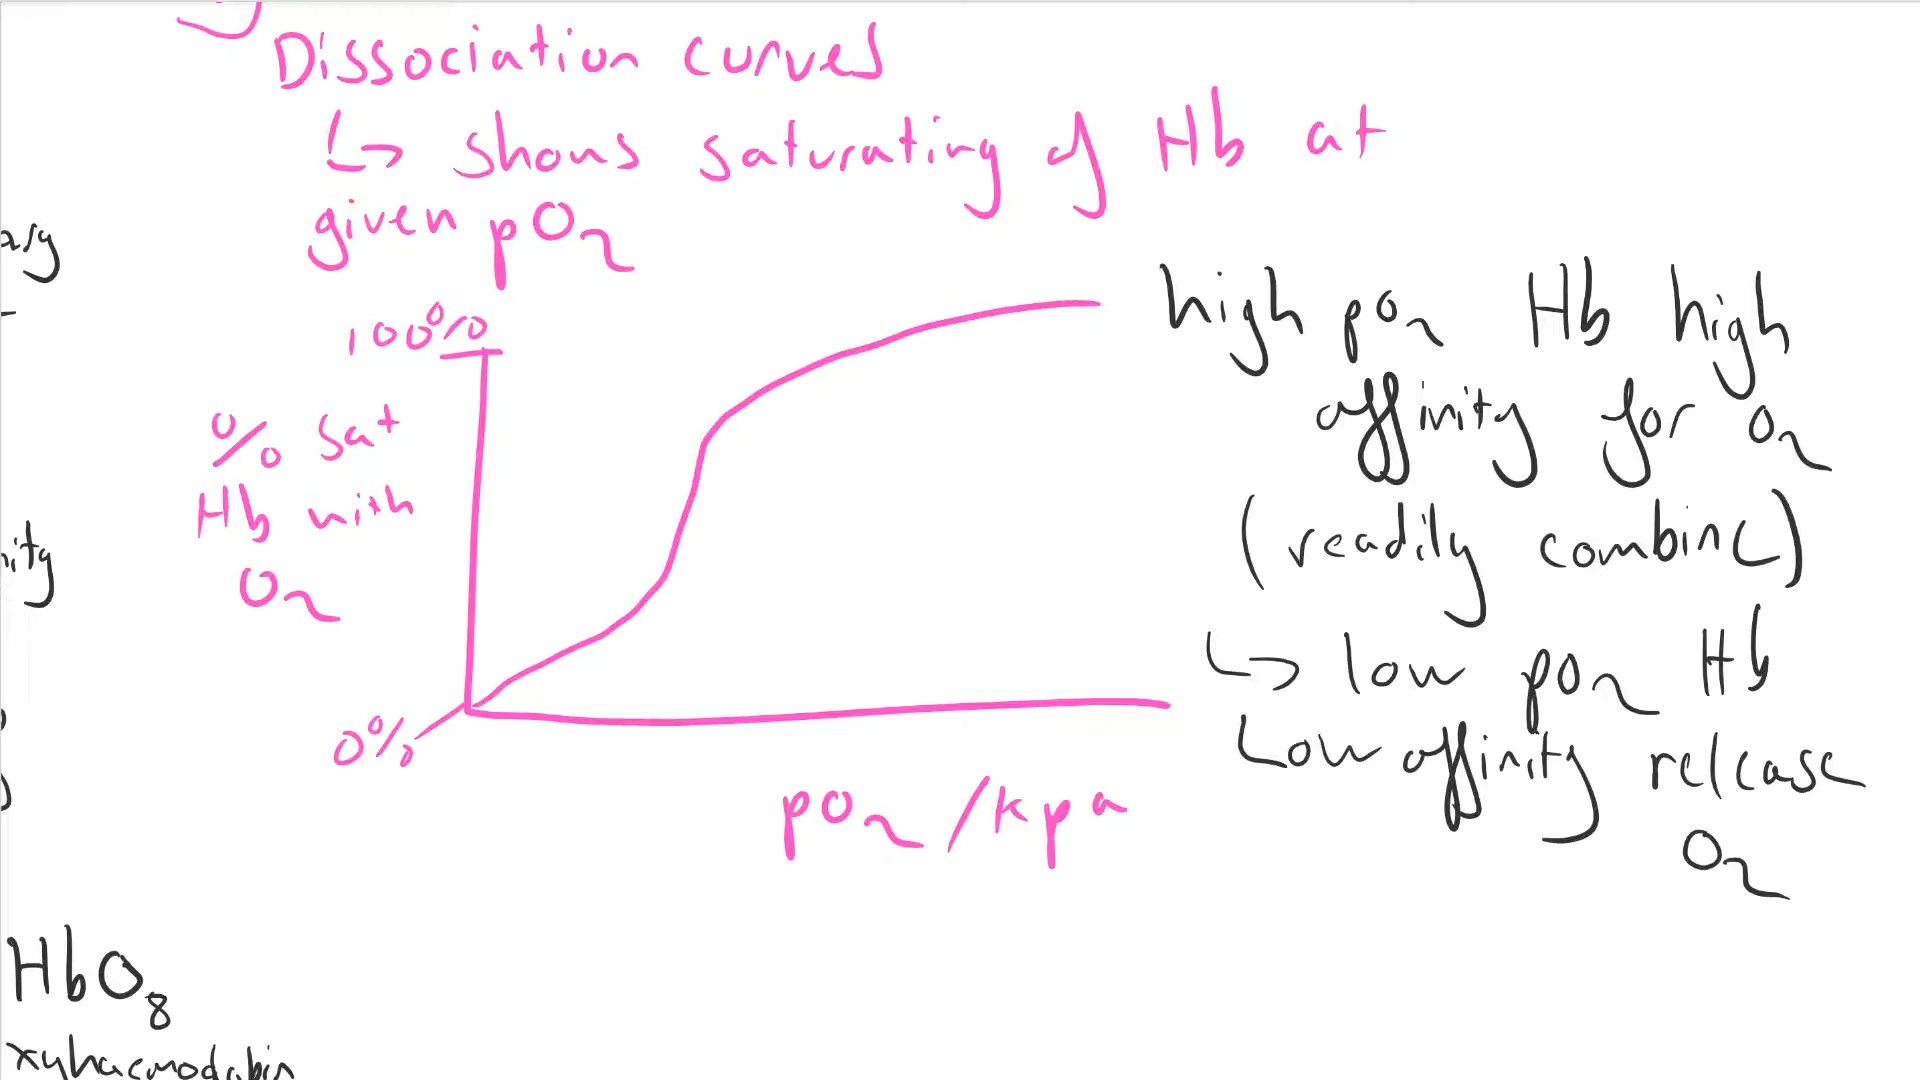 Dissociation curves
↳ shows saturating of Hb at
given pO₂
100%
% Sat
Hb with
O₂
0%
pO₂ /kpa
high pO₂ Hb high
affinity for O₂
(readily combine)
↳ low pO₂ Hb
Low affinity release
O₂
HbO₈